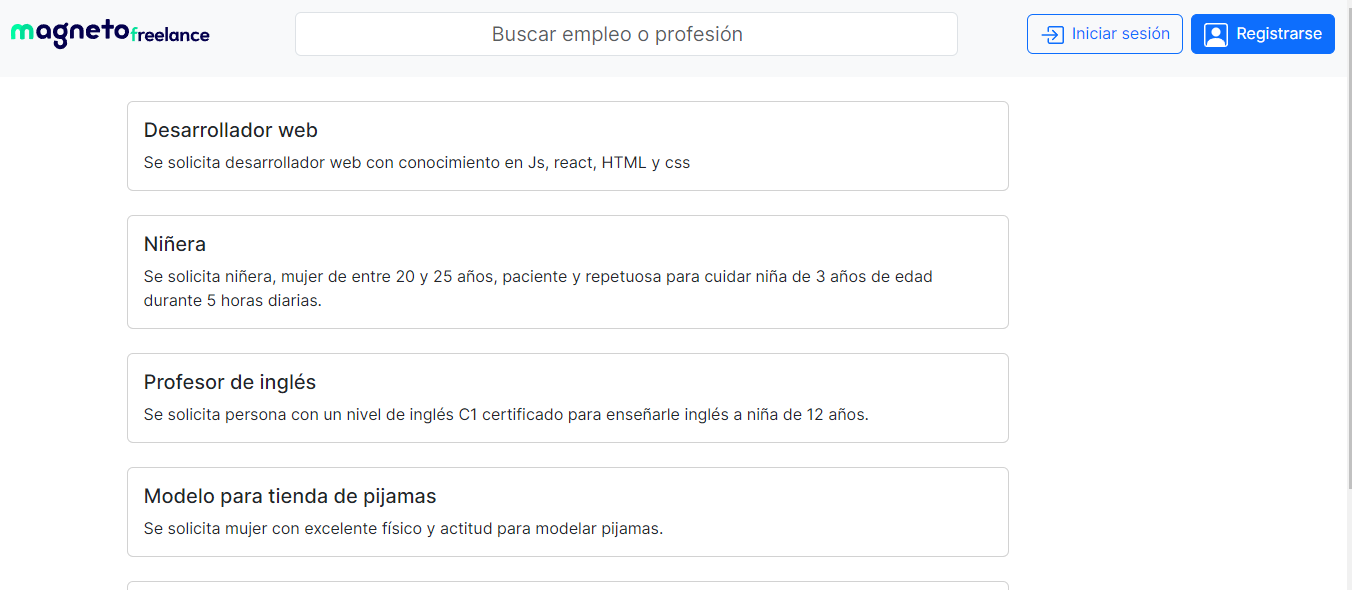 magnetofreelance
Buscar empleo o profesión
Iniciar sesión
Registrarse
Desarrollador web
Se solicita desarrollador web con conocimiento en Js, react, HTML y css
Niñera
Se solicita niñera, mujer de entre 20 y 25 años, paciente y repetuosa para cuidar niña de 3 años de edad
durante 5 horas diarias.
Profesor de inglés
Se solicita persona con un nivel de inglés C1 certificado para enseñarle inglés a niña de 12 años.
Modelo para tienda de pijamas
Se solicita mujer con excelente físico y actitud para modelar pijamas.